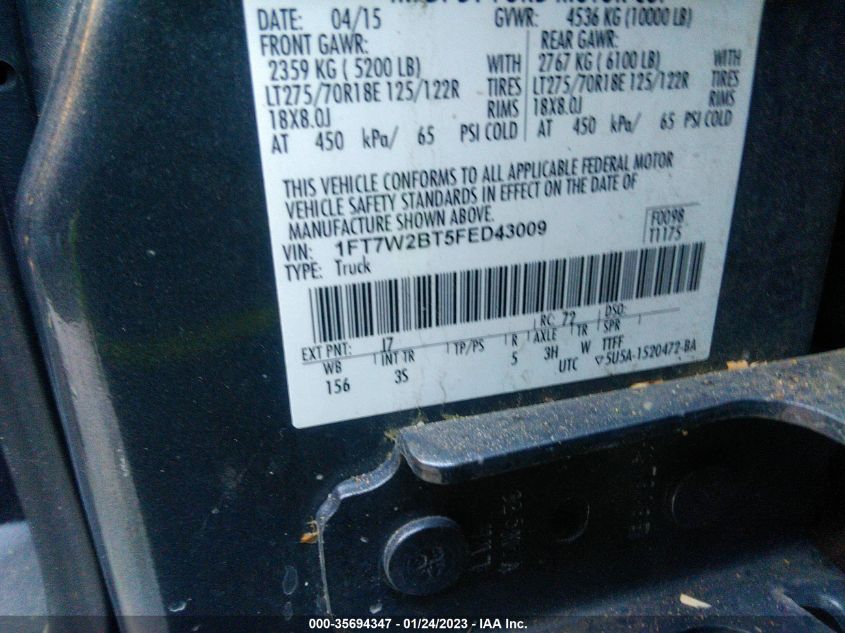 DATE: 04/15 GVWR: 4536 KG (10000 LB)
FRONT GAWR: REAR GAWR:
2359 KG ( 5200 LB) WITH 2767 KG ( 6100 LB) WITH
LT275/70R18E 125/122R TIRES LT275/70R18E 125/122R TIRES
18X8.0J RIMS 18X8.0J RIMS
AT 450 kPa/ 65 PSI COLD AT 450 kPa/ 65 PSI COLD
THIS VEHICLE CONFORMS TO ALL APPLICABLE FEDERAL MOTOR
VEHICLE SAFETY STANDARDS IN EFFECT ON THE DATE OF
MANUFACTURE SHOWN ABOVE.
VIN: 1FT7W2BT5FED43009 F0098
TYPE: Truck T1175
EXT PNT: J7 RC: 72 DSO:
WB INT TR TP/PS R AXLE TR SPR
156 3S 5 3H W TTFF
UTC 5U5A-1520472-BA
000-35694347 - 01/24/2023 - IAA Inc.